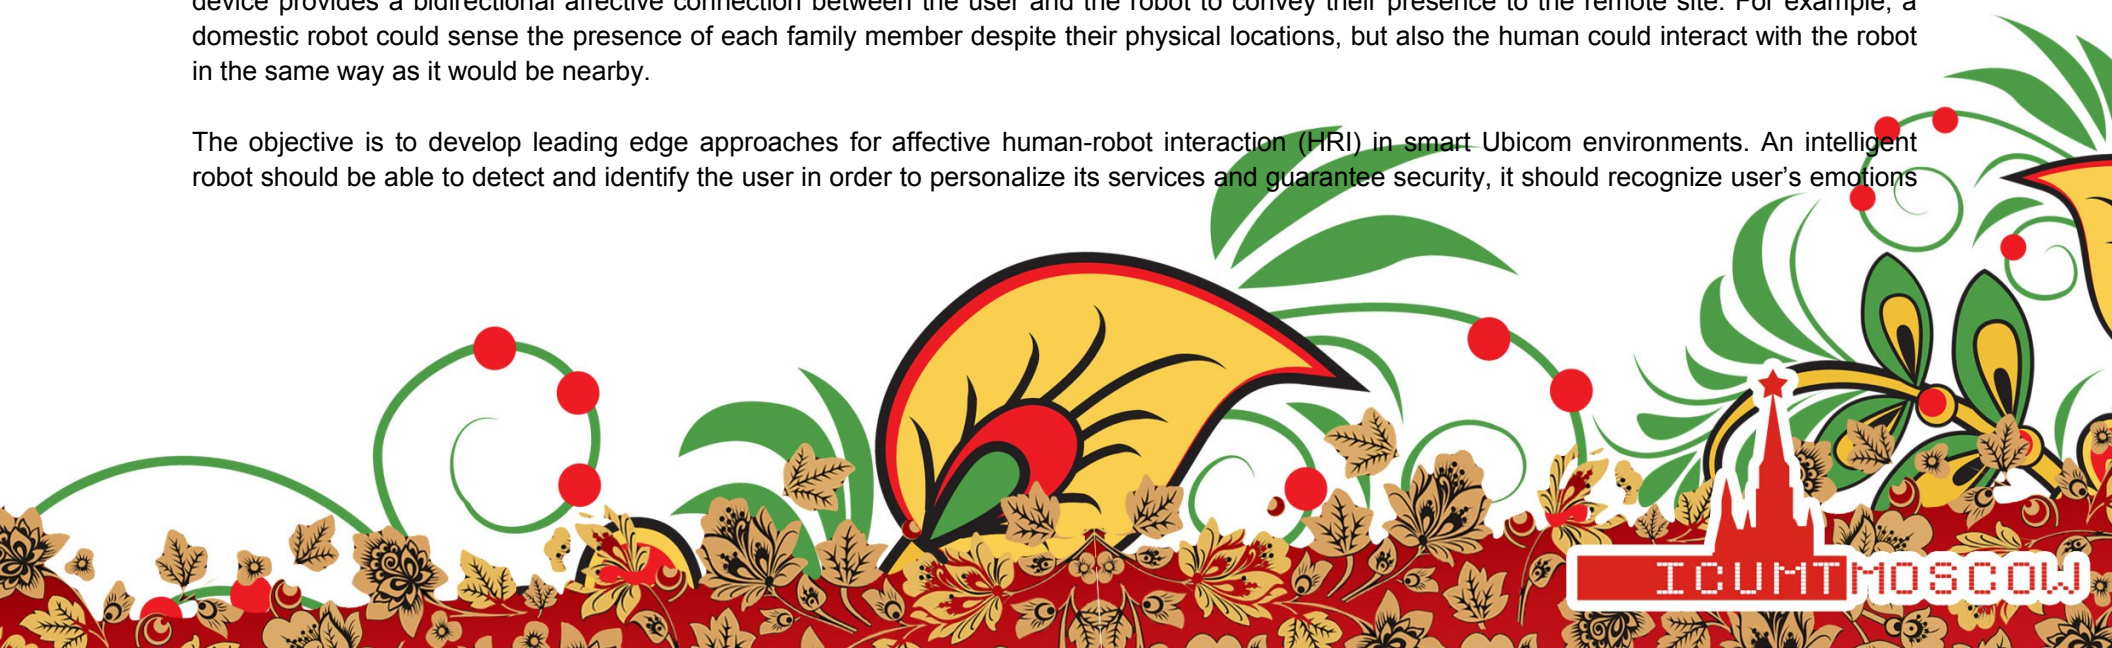 device provides a bidirectional affective connection between the user and the robot to convey their presence to the remote site. For example, a
domestic robot could sense the presence of each family member despite their physical locations, but also the human could interact with the robot
in the same way as it would be nearby.
The objective is to develop leading edge approaches for affective human-robot interaction (HRI) in smart Ubicom environments. An intelligent
robot should be able to detect and identify the user in order to personalize its services and guarantee security, it should recognize user's emotions
ICUMTMOSCOW